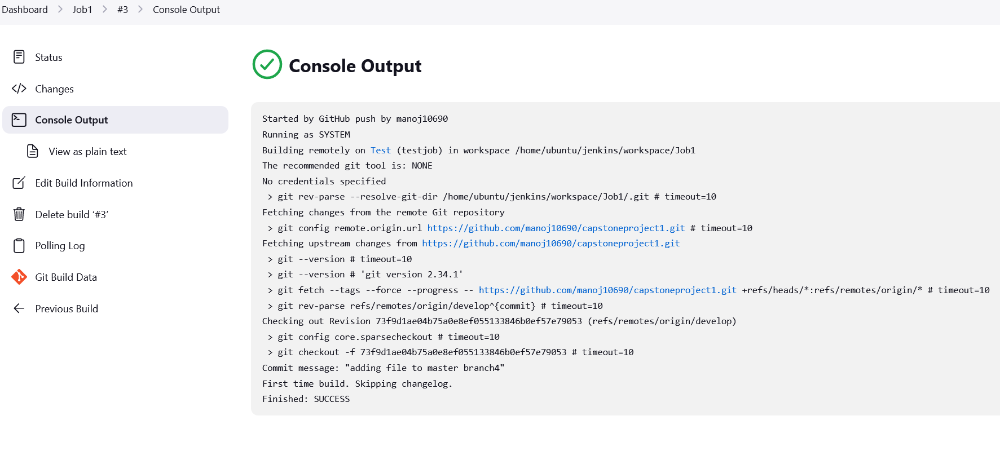 Dashboard > Job1 > #3 > Console Output
Status
Changes
Console Output
View as plain text
Edit Build Information
Delete build ‘#3’
Polling Log
Git Build Data
Previous Build
Console Output
Started by GitHub push by manoj10690
Running as SYSTEM
Building remotely on Test (testjob) in workspace /home/ubuntu/jenkins/workspace/Job1
The recommended git tool is: NONE
No credentials specified
 > git rev-parse --resolve-git-dir /home/ubuntu/jenkins/workspace/Job1/.git # timeout=10
Fetching changes from the remote Git repository
 > git config remote.origin.url https://github.com/manoj10690/capstoneproject1.git # timeout=10
Fetching upstream changes from https://github.com/manoj10690/capstoneproject1.git
 > git --version # timeout=10
 > git --version # 'git version 2.34.1'
 > git fetch --tags --force --progress -- https://github.com/manoj10690/capstoneproject1.git +refs/heads/*:refs/remotes/origin/* # timeout=10
 > git rev-parse refs/remotes/origin/develop^{commit} # timeout=10
Checking out Revision 73f9d1ae04b75a0e8ef055133846b0ef57e79053 (refs/remotes/origin/develop)
 > git config core.sparsecheckout # timeout=10
 > git checkout -f 73f9d1ae04b75a0e8ef055133846b0ef57e79053 # timeout=10
Commit message: "adding file to master branch4"
First time build. Skipping changelog.
Finished: SUCCESS